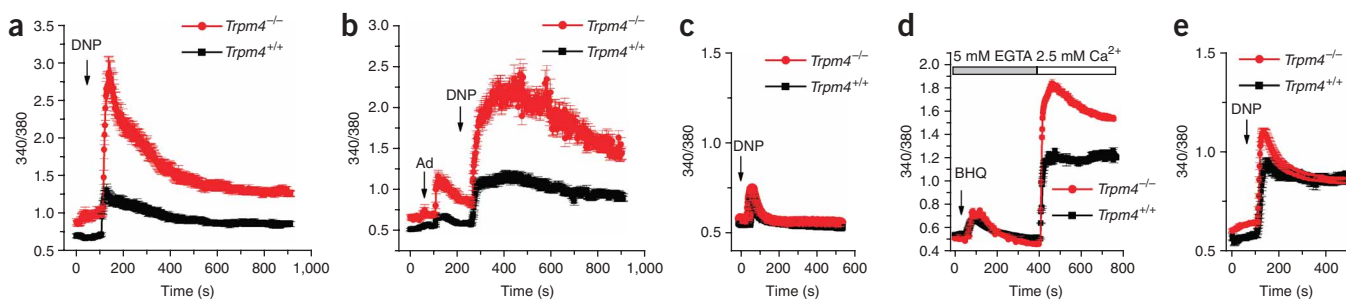 a
Trpm4−/−
Trpm4+/+
DNP
3.5
3.0
2.5
2.0
1.5
1.0
0.5
340/380
0 200 400 600 800 1,000
Time (s)
b
Trpm4−/−
Trpm4+/+
Ad
DNP
3.0
2.5
2.0
1.5
1.0
0.5
340/380
0 200 400 600 800 1,000
Time (s)
c
Trpm4−/−
Trpm4+/+
DNP
1.5
1.0
0.5
340/380
0 200 400 600
Time (s)
d
5 mM EGTA 2.5 mM Ca2+
2.0
1.8
1.6
1.4
1.2
1.0
0.8
0.6
0.4
340/380
BHQ
Trpm4−/−
Trpm4+/+
0 200 400 600 800
Time (s)
e
Trpm4−/−
Trpm4+/+
DNP
1.5
1.0
0.5
340/380
0 200 400
Time (s)